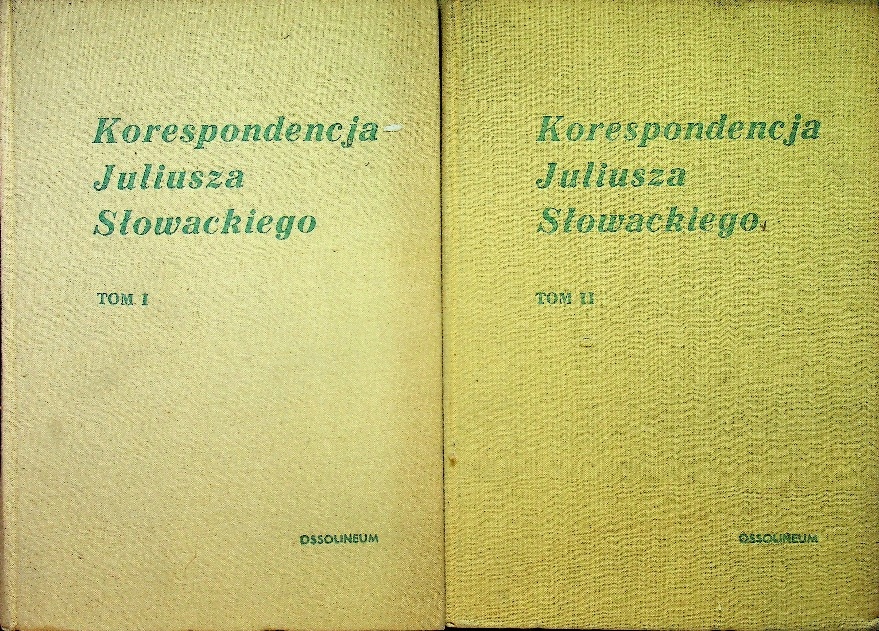 Korespondencja
Juliusza
Słowackiego
TOM I
OSSOLINEUM
Korespondencja
Juliusza
Słowackiego
TOM II
OSSOLINEUM